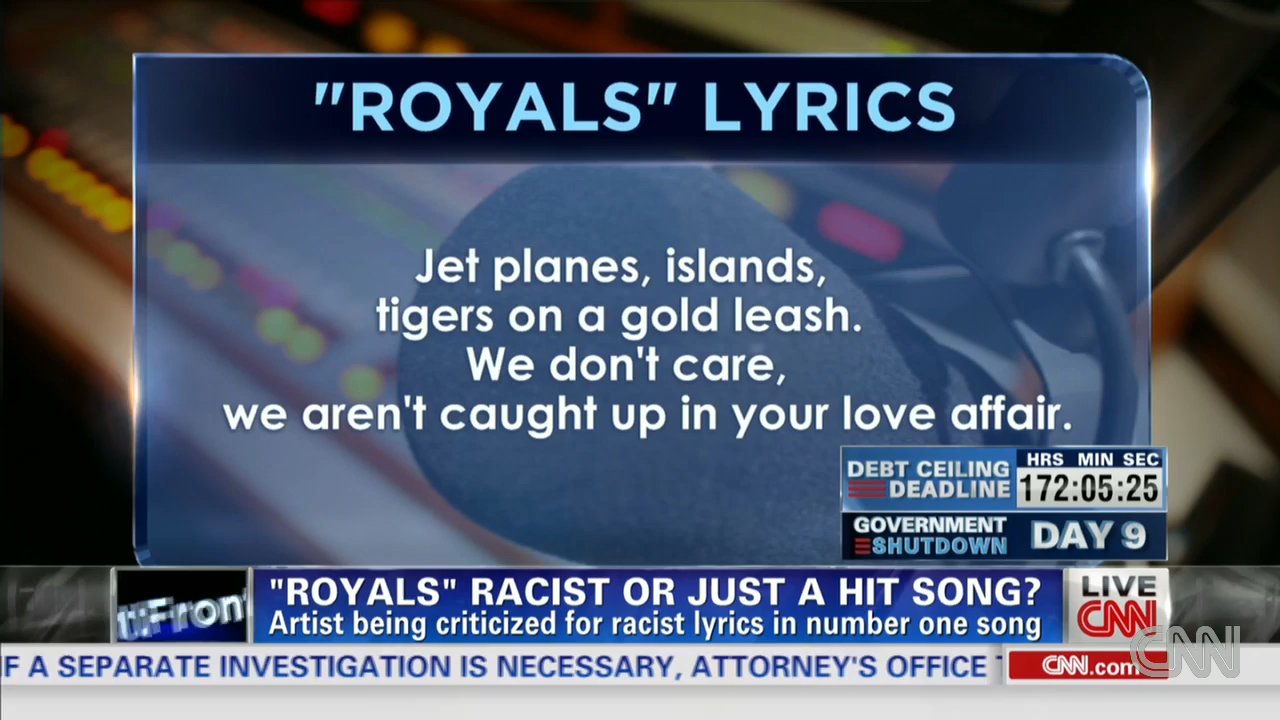 "ROYALS" LYRICS
Jet planes, islands,
tigers on a gold leash.
We don't care,
we aren't caught up in your love affair.
DEBT CEILING
DEADLINE
HRS MIN SEC
172:05:25
GOVERNMENT
SHUTDOWN
DAY 9
t:Front
"ROYALS" RACIST OR JUST A HIT SONG?
Artist being criticized for racist lyrics in number one song
LIVE
CNN
F A SEPARATE INVESTIGATION IS NECESSARY, ATTORNEY'S OFFICE
CNN.com
CNN